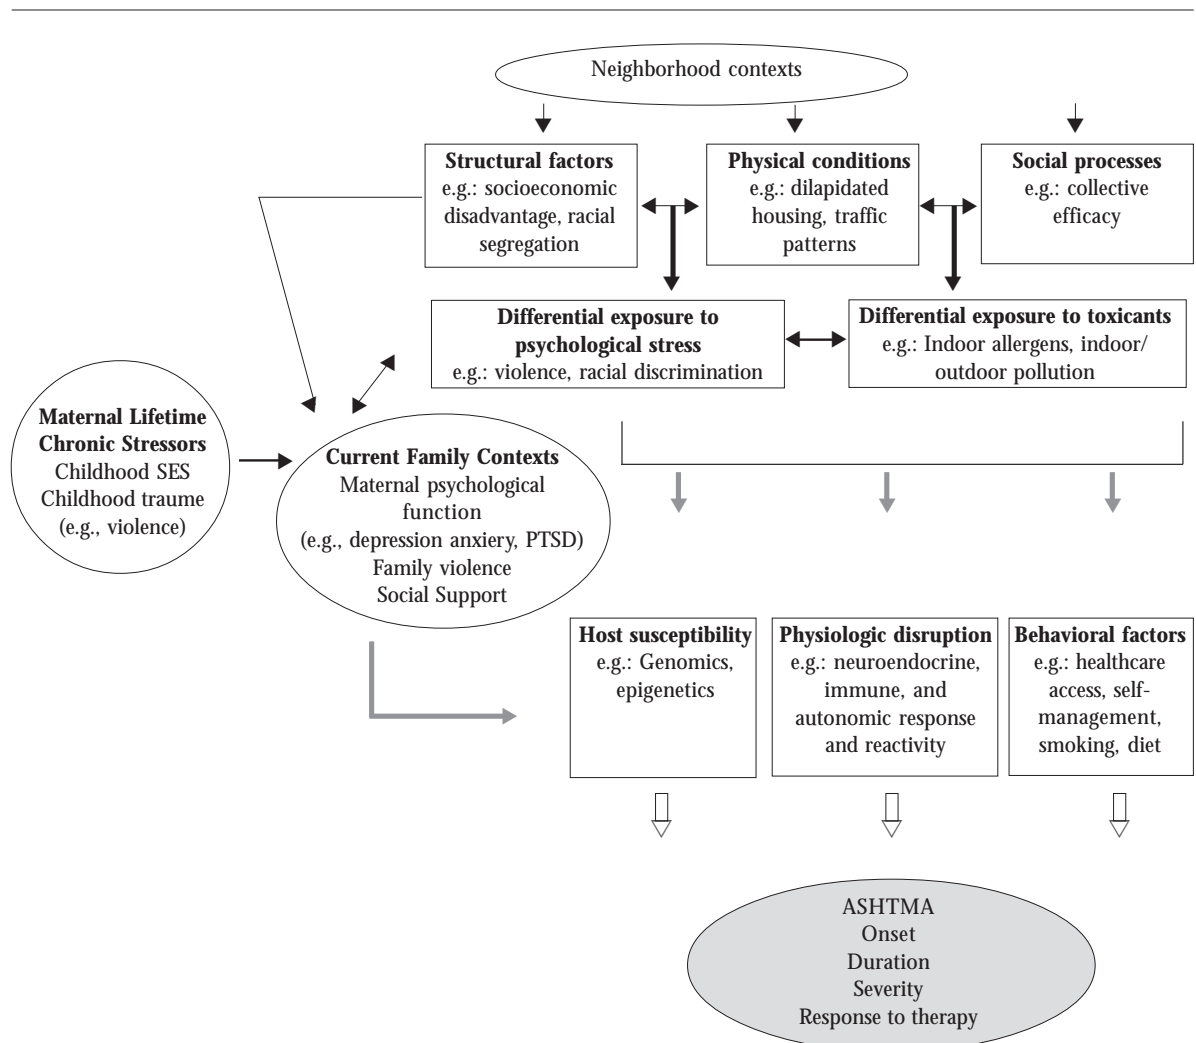 Neighborhood contexts
Structural factors
e.g.: socioeconomic
disadvantage, racial
segregation
Physical conditions
e.g.: dilapidated
housing, traffic
patterns
Social processes
e.g.: collective
efficacy
Differential exposure to
psychological stress
e.g.: violence, racial discrimination
Differential exposure to toxicants
e.g.: Indoor allergens, indoor/
outdoor pollution
Maternal Lifetime
Chronic Stressors
Childhood SES
Childhood traume
(e.g., violence)
Current Family Contexts
Maternal psychological
function
(e.g., depression anxiery, PTSD)
Family violence
Social Support
Host susceptibility
e.g.: Genomics,
epigenetics
Physiologic disruption
e.g.: neuroendocrine,
immune, and
autonomic response
and reactivity
Behavioral factors
e.g.: healthcare
access, self-
management,
smoking, diet
ASHTMA
Onset
Duration
Severity
Response to therapy